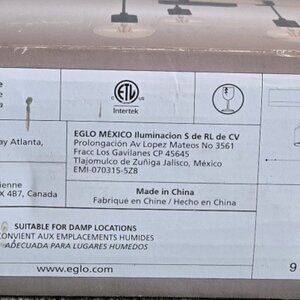 ETL
C
US
Intertek
ay Atlanta,
EGLO MÉXICO Iluminacion S de RL de CV
Prolongación Av Lopez Mateos No 3561
Fracc Los Gavilanes CP 45645
Tlajomulco de Zuñiga Jalisco, México
EMI-070315-5Z8
ienne
X 4B7, Canada
Made in China
Fabriqué en Chine / Hecho en China
SUITABLE FOR DAMP LOCATIONS
CONVIENT AUX EMPLACEMENTS HUMIDES
ADECUADA PARA LUGARES HUMEDOS
www.eglo.com
9